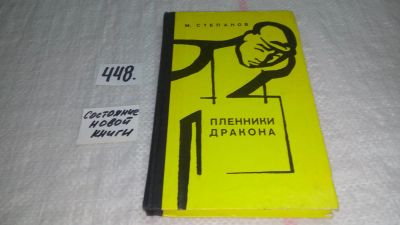 448.
Состояние
новой
книги
М. СТЕПАНОВ
ПЛЕННИКИ
ДРАКОНА